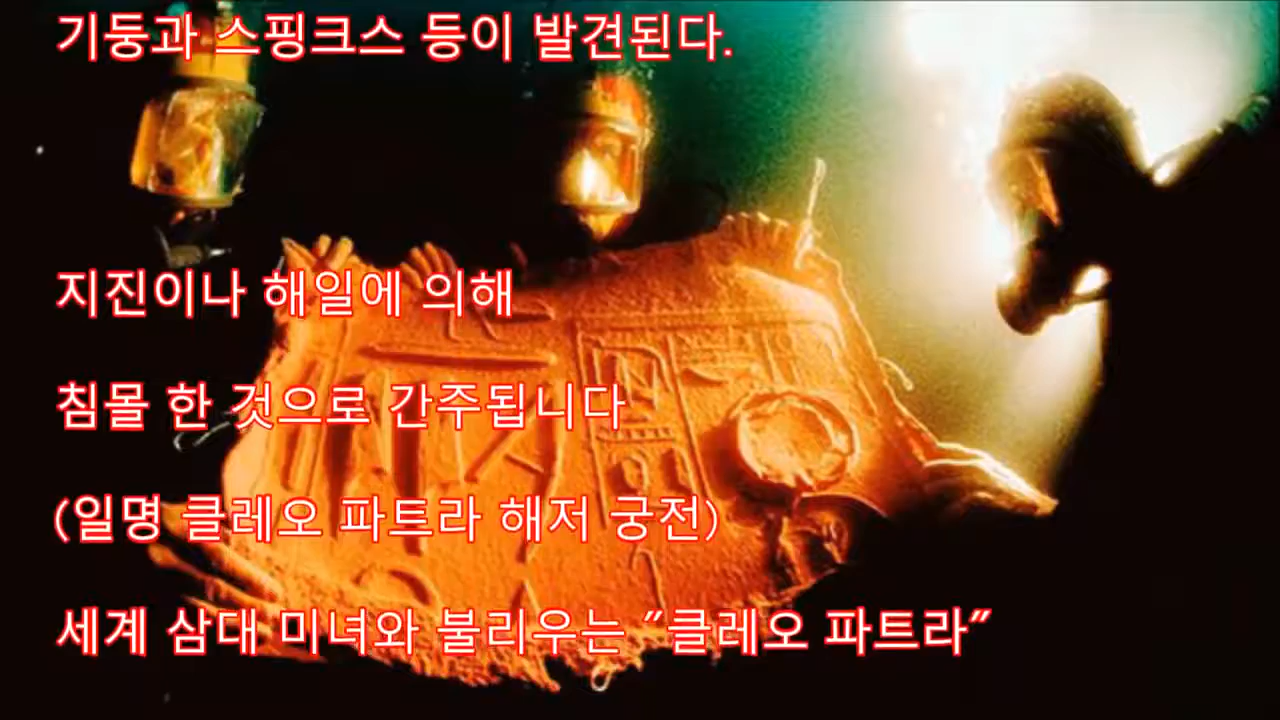 기둥과 스핑크스 등이 발견된다.
지진이나 해일에 의해
침몰 한 것으로 간주됩니다
(일명 클레오 파트라 해저 궁전)
세계 삼대 미녀와 불리우는 "클레오 파트라"